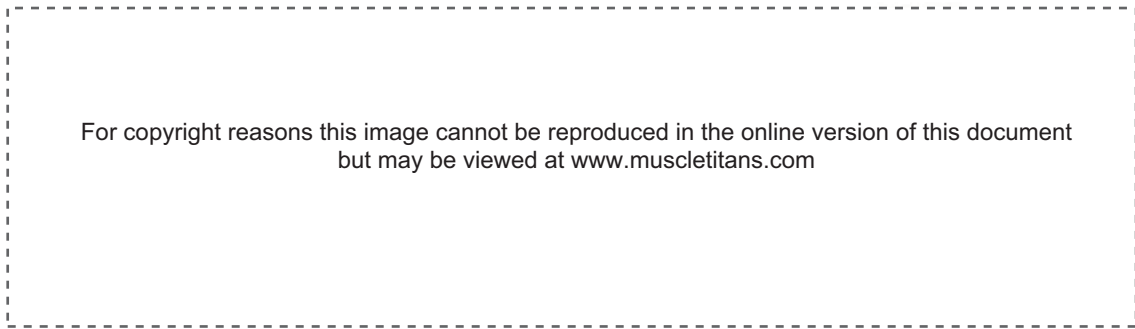 For copyright reasons this image cannot be reproduced in the online version of this document
but may be viewed at www.muscletitans.com